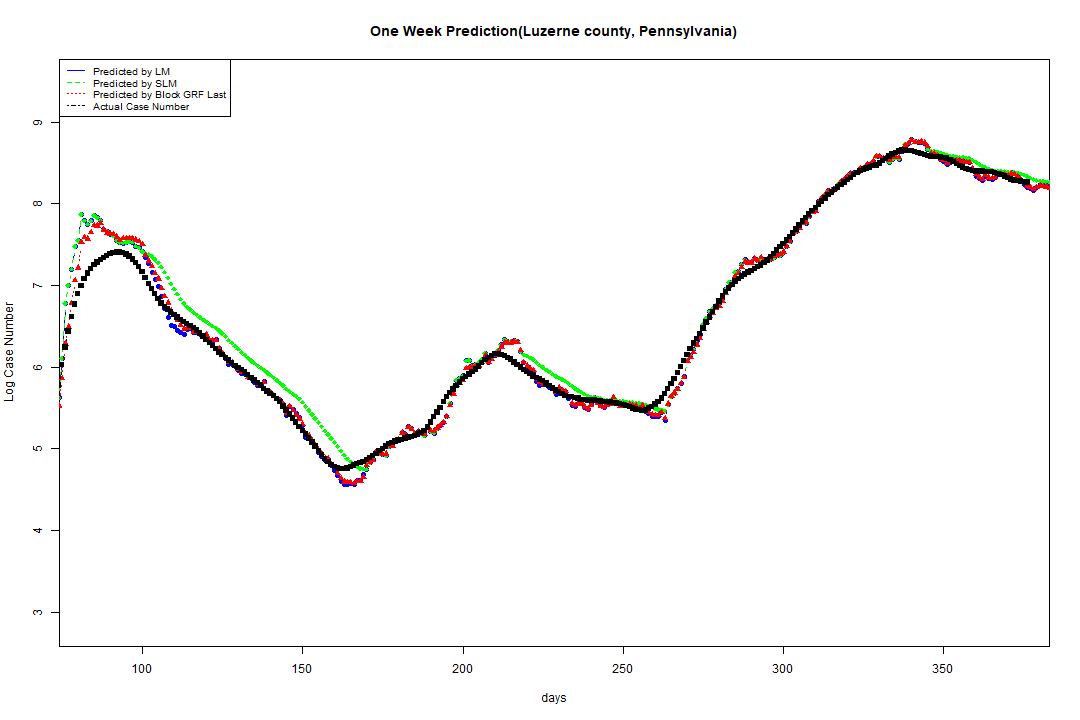 One Week Prediction(Luzerne county, Pennsylvania)
Predicted by LM
Predicted by SLM
Predicted by Block GRF Last
Actual Case Number
9
8
7
6
5
4
3
Log Case Number
100 150 200 250 300 350
days